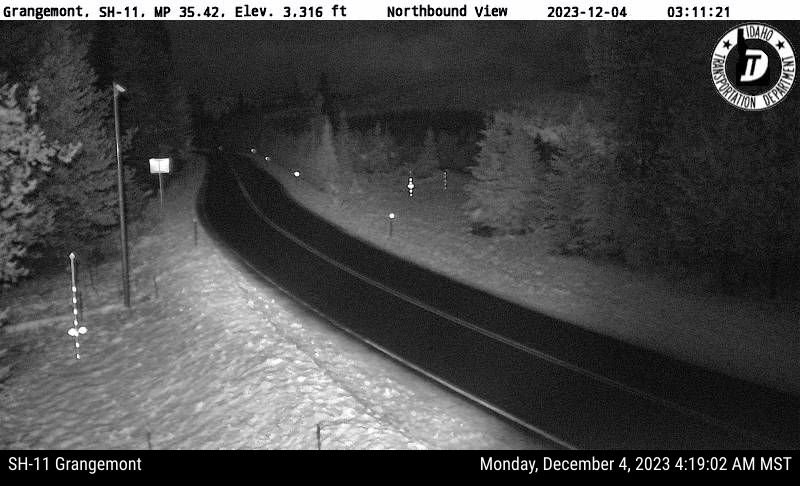 Grangemont, SH-11, MP 35.42, Elev. 3,316 ft Northbound View 2023-12-04 03:11:21
IDAHO
TRANSPORTATION DEPARTMENT
SH-11 Grangemont Monday, December 4, 2023 4:19:02 AM MST